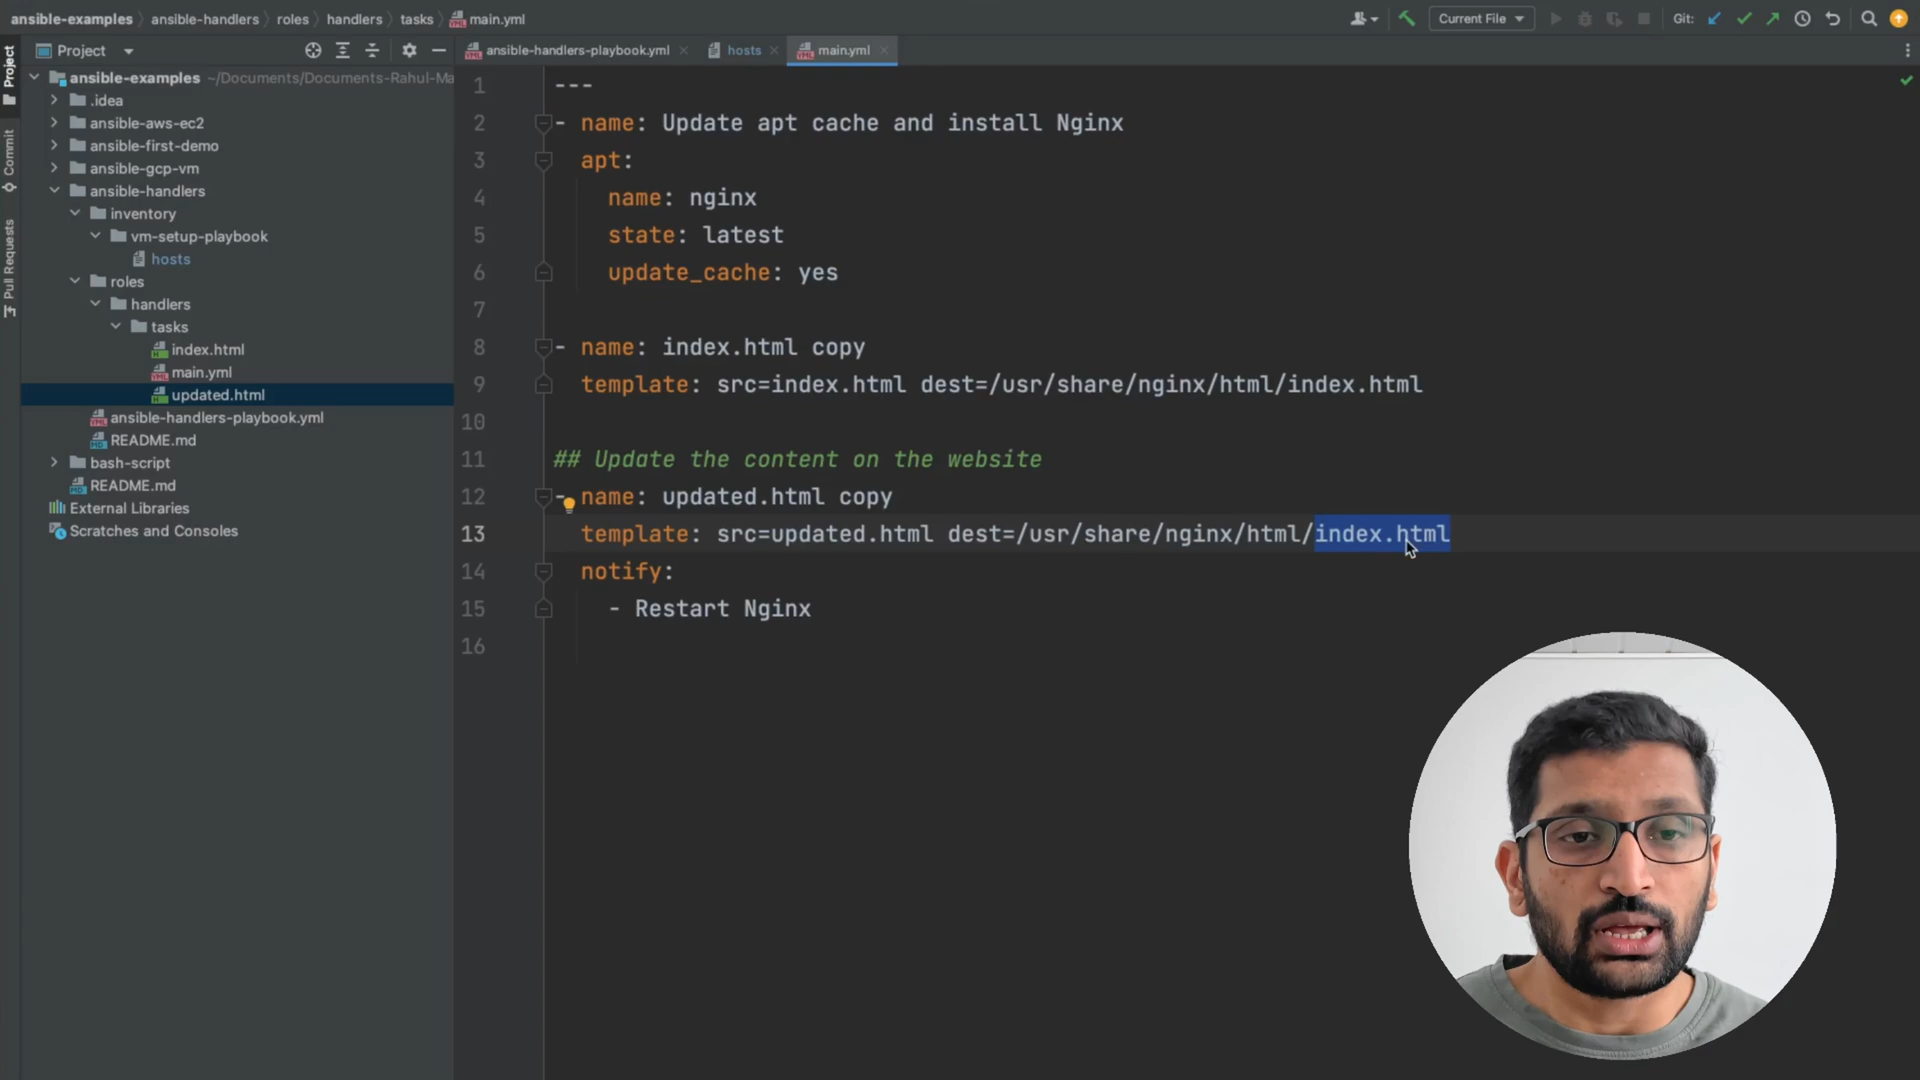 ansible-examples ansible-handlers roles handlers tasks main.yml
Current File
Git:
Project
ansible-handlers-playbook.yml
hosts
main.yml
Project
Commit
Pull Requests
ansible-examples ~/Documents/Documents-Rahul-Ma
.idea
ansible-aws-ec2
ansible-first-demo
ansible-gcp-vm
ansible-handlers
inventory
vm-setup-playbook
hosts
roles
handlers
tasks
index.html
main.yml
updated.html
ansible-handlers-playbook.yml
README.md
bash-script
README.md
External Libraries
Scratches and Consoles
1 ---
2 - name: Update apt cache and install Nginx
3 apt:
4 name: nginx
5 state: latest
6 update_cache: yes
7
8 - name: index.html copy
9 template: src=index.html dest=/usr/share/nginx/html/index.html
10
11 ## Update the content on the website
12 - name: updated.html copy
13 template: src=updated.html dest=/usr/share/nginx/html/index.html
14 notify:
15 - Restart Nginx
16